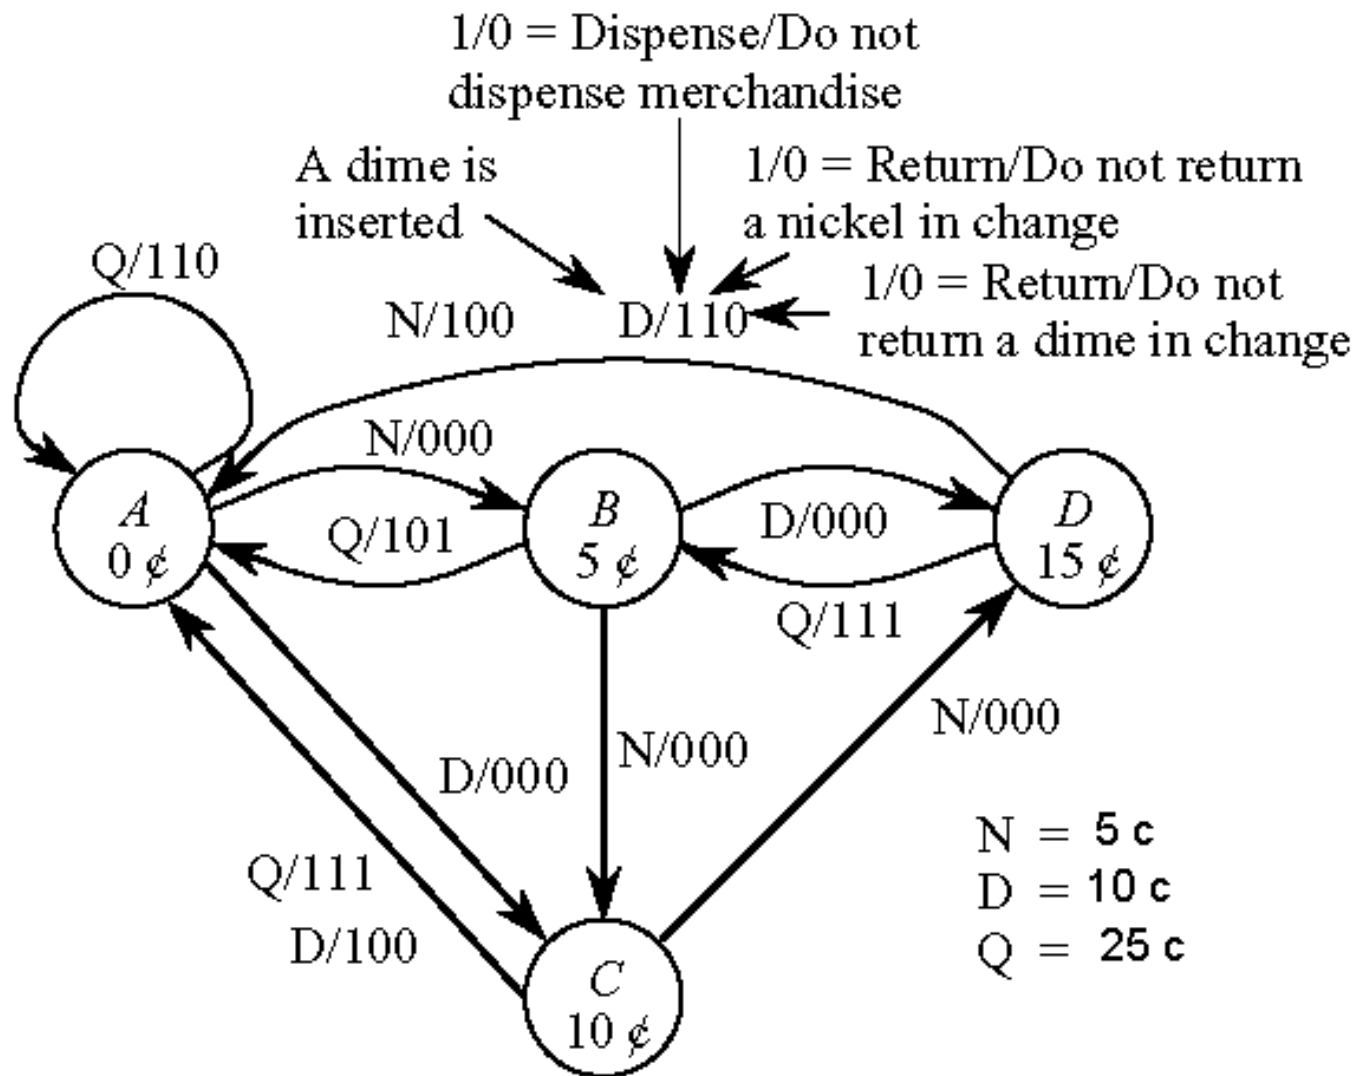 1/0 = Dispense/Do not
dispense merchandise
A dime is
inserted
1/0 = Return/Do not return
a nickel in change
1/0 = Return/Do not
return a dime in change
D/110
Q/110
N/100
N/000
Q/101
D/000
Q/111
A
0 ¢
B
5 ¢
D
15 ¢
D/000
N/000
N/000
Q/111
D/100
C
10 ¢
N = 5 c
D = 10 c
Q = 25 c